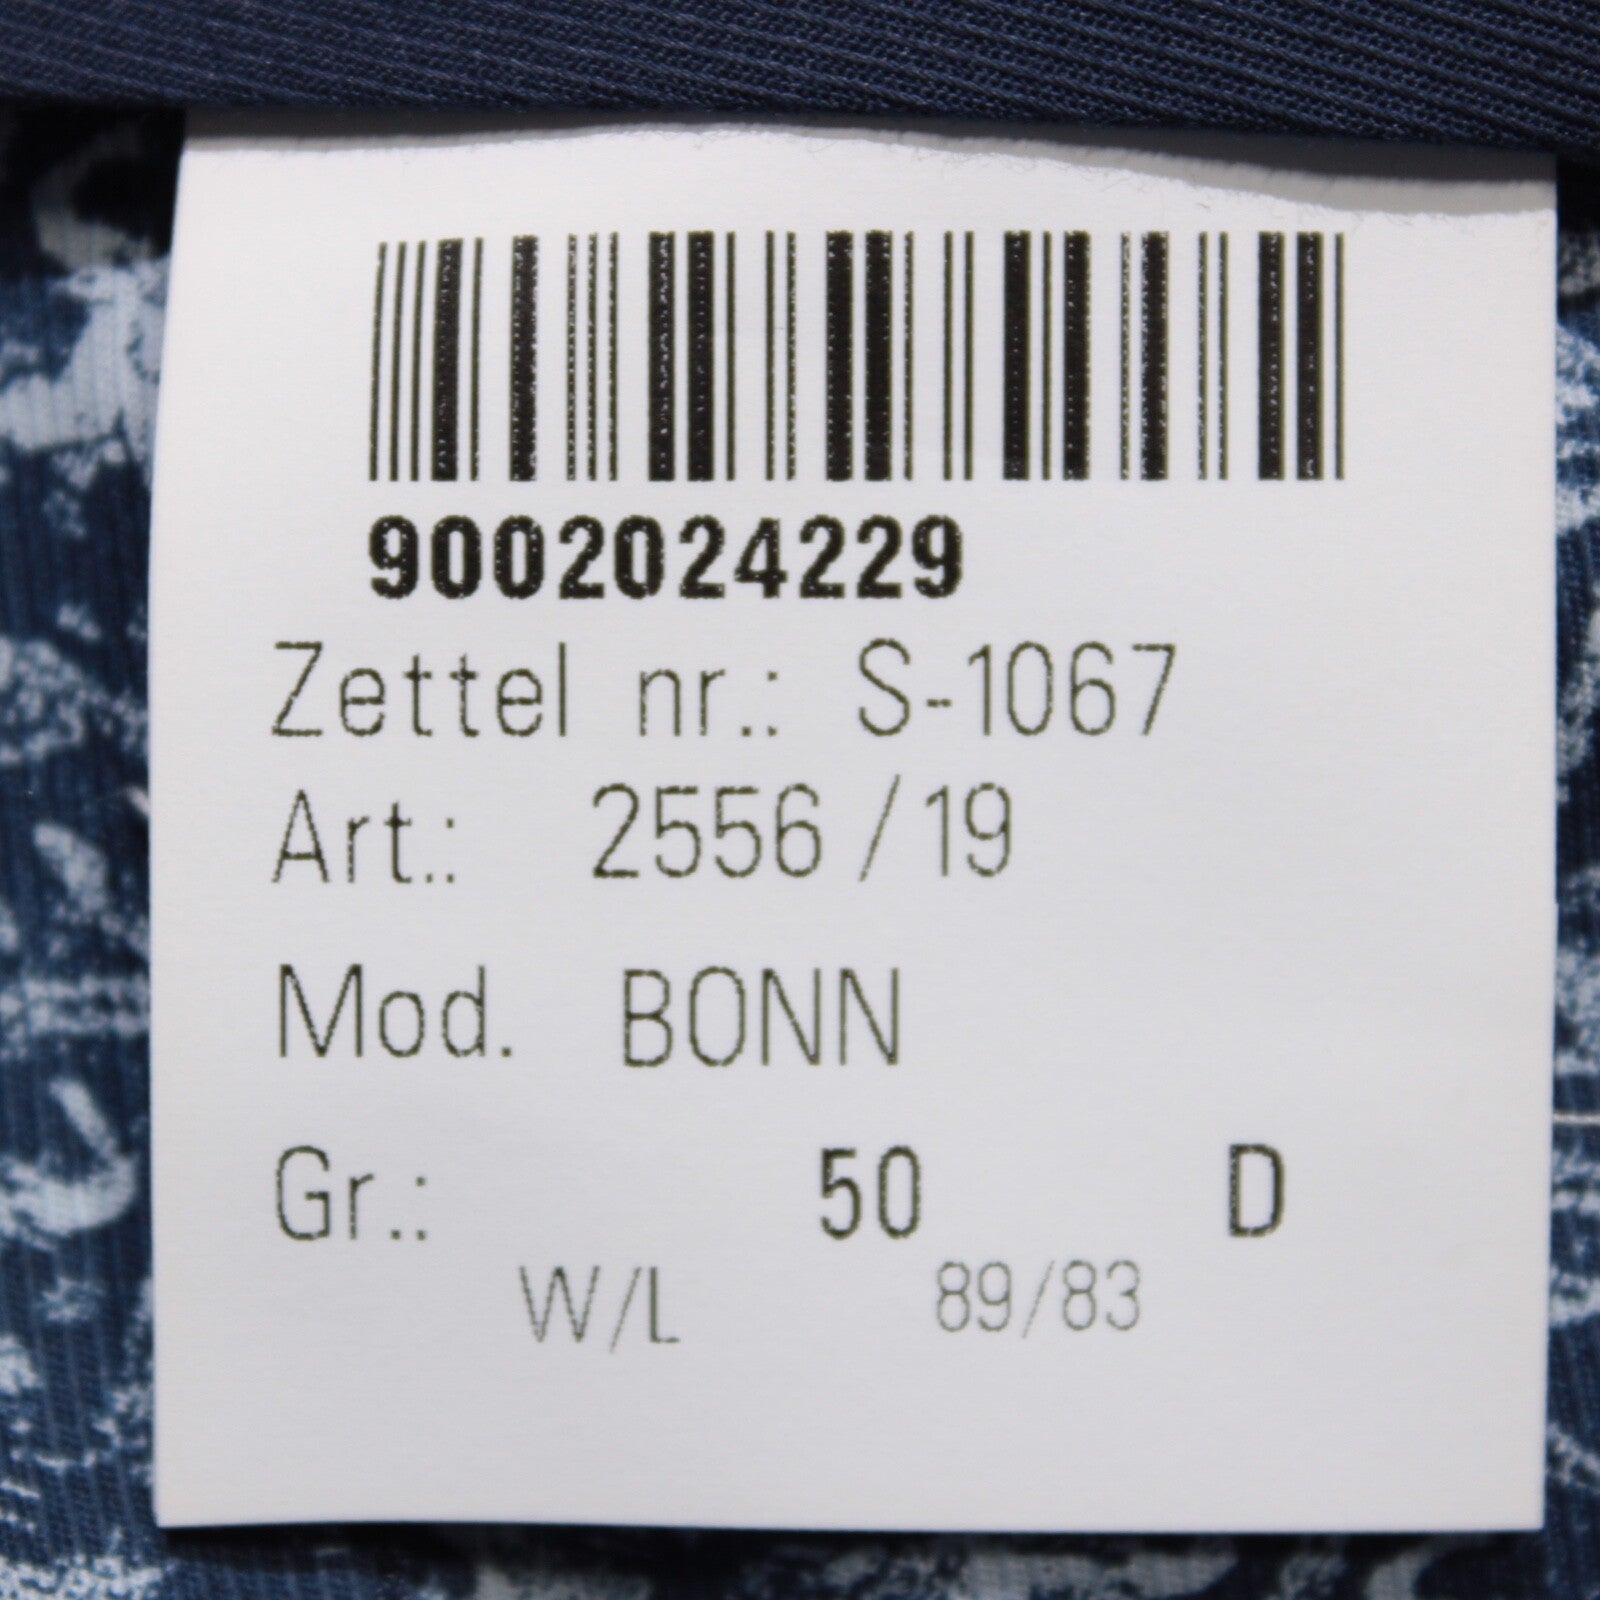 9002024229
Zettel nr.: S-1067
Art.: 2556 / 19
Mod. BONN
Gr.: 50 D
W/L 89/83